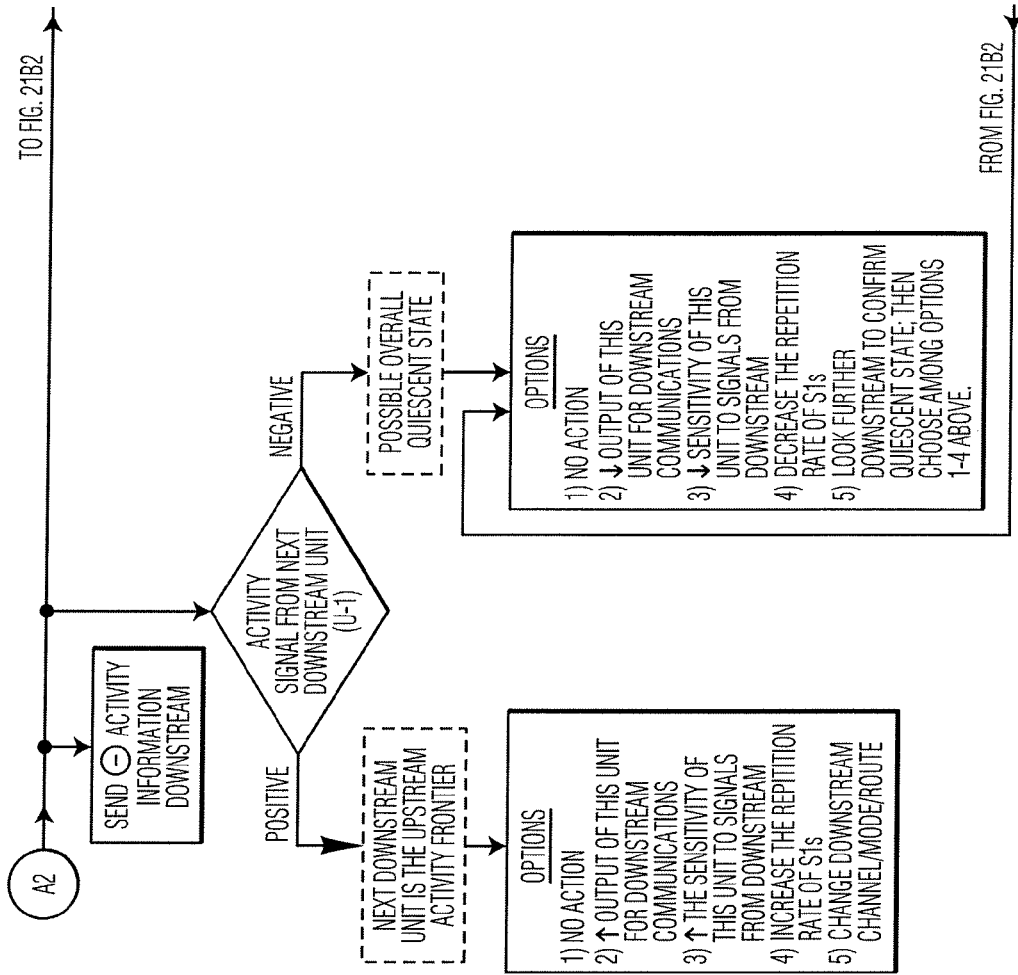 A2
TO FIG. 21B2
SEND ⊖ ACTIVITY
INFORMATION
DOWNSTREAM
ACTIVITY
SIGNAL FROM NEXT
DOWNSTREAM UNIT
(U-1)
POSITIVE
NEGATIVE
NEXT DOWNSTREAM
UNIT IS THE UPSTREAM
ACTIVITY FRONTIER
POSSIBLE OVERALL
QUIESCENT STATE
OPTIONS
1) NO ACTION
2) ↑ OUTPUT OF THIS UNIT
FOR DOWNSTREAM
COMMUNICATIONS
3) ↑ THE SENSITIVITY OF
THIS UNIT TO SIGNALS
FROM DOWNSTREAM
4) INCREASE THE REPITITION
RATE OF S1s
5) CHANGE DOWNSTREAM
CHANNEL/MODE/ROUTE
OPTIONS
1) NO ACTION
2) ↓ OUTPUT OF THIS
UNIT FOR DOWNSTREAM
COMMUNICATIONS
3) ↓ SENSITIVITY OF THIS
UNIT TO SIGNALS FROM
DOWNSTREAM
4) DECREASE THE REPETITION
RATE OF S1s
5) LOOK FURTHER
DOWNSTREAM TO CONFIRM
QUIESCENT STATE; THEN
CHOOSE AMONG OPTIONS
1-4 ABOVE.
FROM FIG. 21B2